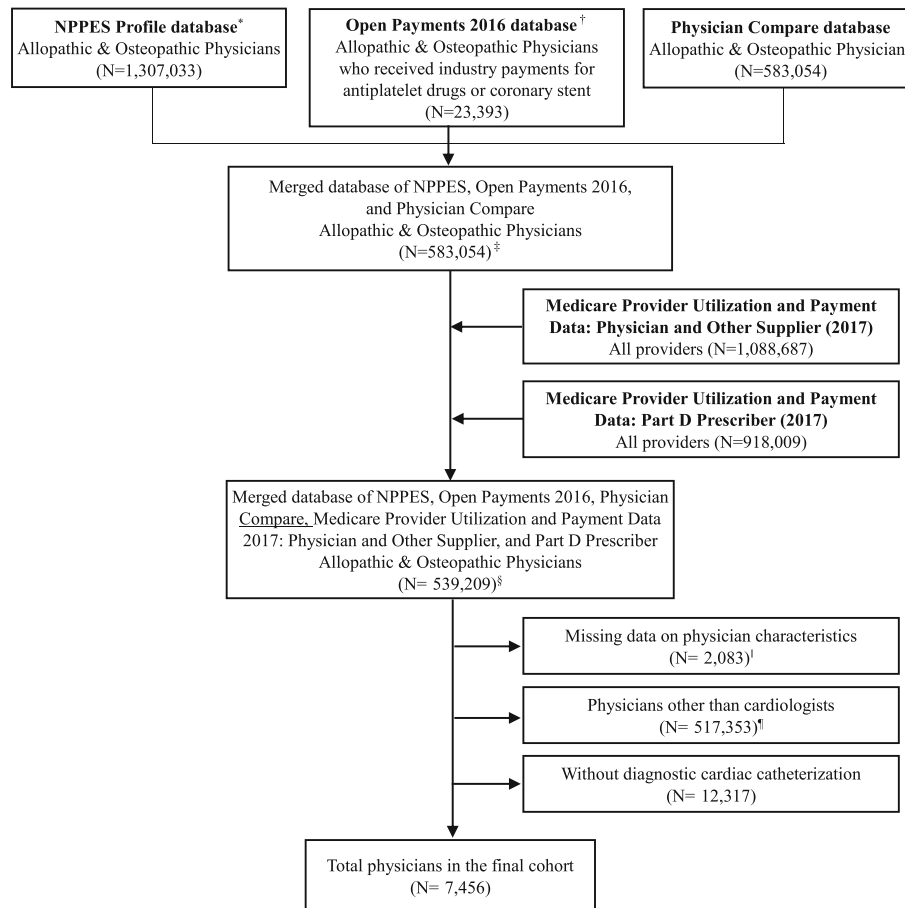 NPPES Profile database*
Allopathic & Osteopathic Physicians
(N=1,307,033)
Open Payments 2016 database†
Allopathic & Osteopathic Physicians
who received industry payments for
antiplatelet drugs or coronary stent
(N=23,393)
Physician Compare database
Allopathic & Osteopathic Physician
(N=583,054)
Merged database of NPPES, Open Payments 2016,
and Physician Compare
Allopathic & Osteopathic Physicians
(N=583,054)‡
Medicare Provider Utilization and Payment
Data: Physician and Other Supplier (2017)
All providers (N=1,088,687)
Medicare Provider Utilization and Payment
Data: Part D Prescriber (2017)
All providers (N=918,009)
Merged database of NPPES, Open Payments 2016, Physician
Compare, Medicare Provider Utilization and Payment Data
2017: Physician and Other Supplier, and Part D Prescriber
Allopathic & Osteopathic Physicians
(N= 539,209)§
Missing data on physician characteristics
(N= 2,083)‖
Physicians other than cardiologists
(N= 517,353)¶
Without diagnostic cardiac catheterization
(N= 12,317)
Total physicians in the final cohort
(N= 7,456)